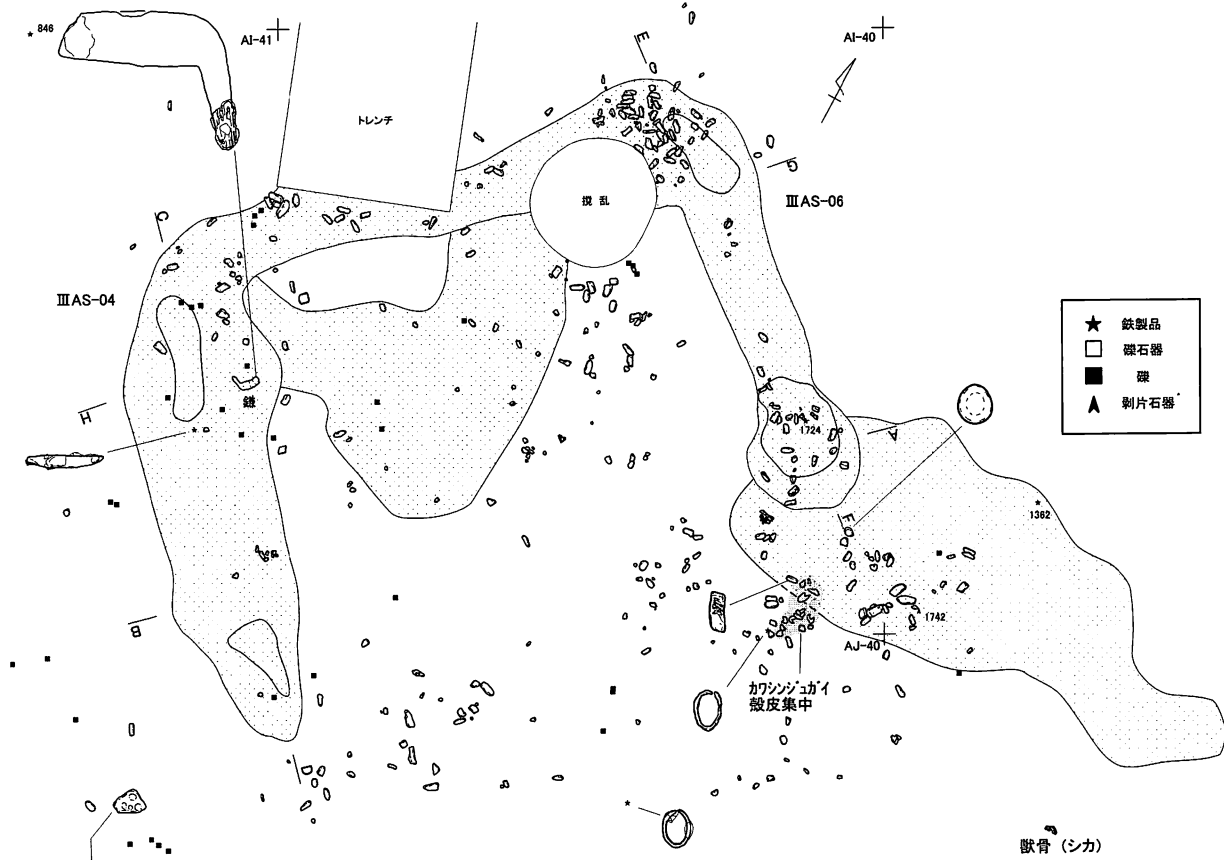 846
AI-41
AI-40
トレンチ
E
G
攪乱
ⅢAS-06
C
ⅢAS-04
鉄製品
礫石器
礫
剥片石器
鎌
H
1724
A
1362
F
B
1742
AJ-40
カワシンジュガイ
殻皮集中
獣骨 (シカ)